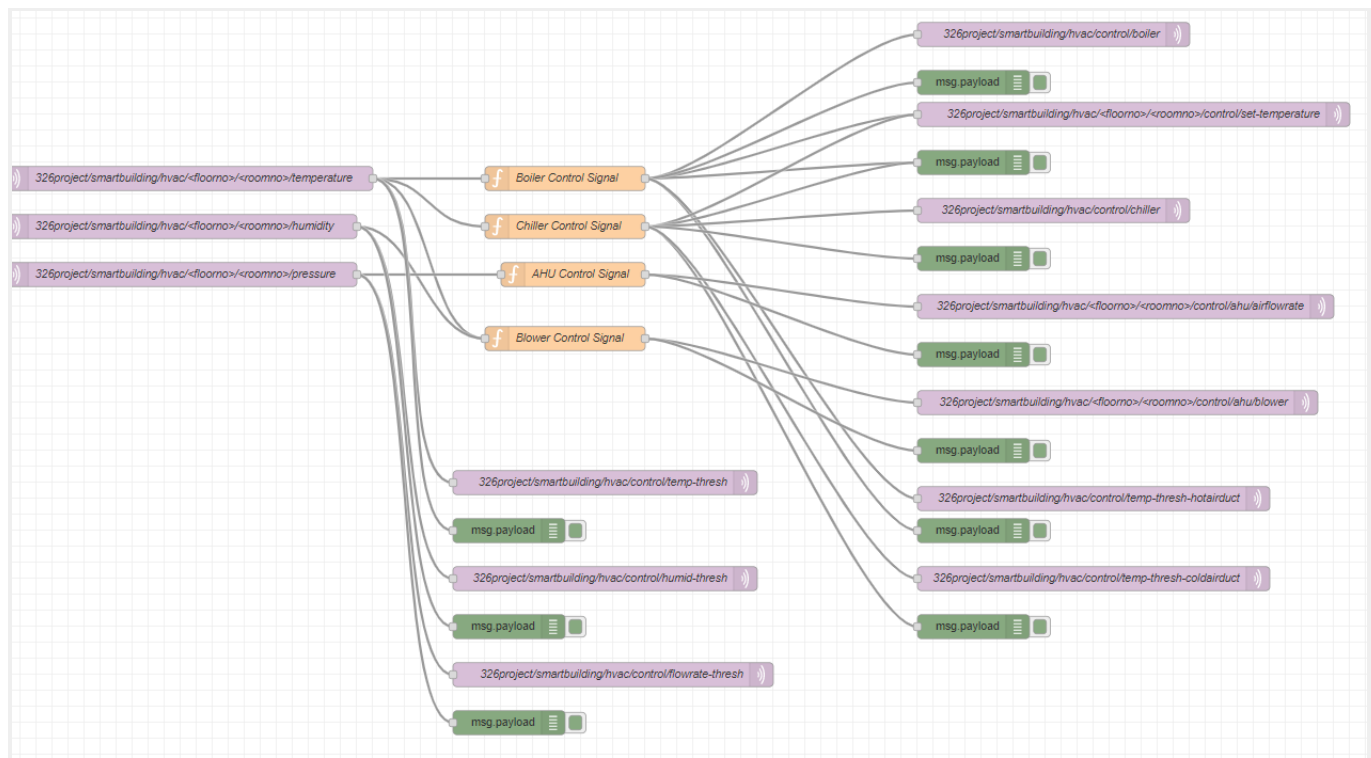 326project/smartbuilding/hvac/control/boiler
msg.payload
326project/smartbuilding/hvac/<floorno>/<roomno>/control/set-temperature
msg.payload
326project/smartbuilding/hvac/<floorno>/<roomno>/temperature
Boiler Control Signal
326project/smartbuilding/hvac/control/chiller
326project/smartbuilding/hvac/<floorno>/<roomno>/humidity
Chiller Control Signal
msg.payload
326project/smartbuilding/hvac/<floorno>/<roomno>/pressure
AHU Control Signal
326project/smartbuilding/hvac/<floorno>/<roomno>/control/ahu/airflowrate
Blower Control Signal
msg.payload
326project/smartbuilding/hvac/<floorno>/<roomno>/control/ahu/blower
msg.payload
326project/smartbuilding/hvac/control/temp-thresh
326project/smartbuilding/hvac/control/temp-thresh-hotairduct
msg.payload
msg.payload
326project/smartbuilding/hvac/control/humid-thresh
326project/smartbuilding/hvac/control/temp-thresh-coldairduct
msg.payload
msg.payload
326project/smartbuilding/hvac/control/flowrate-thresh
msg.payload